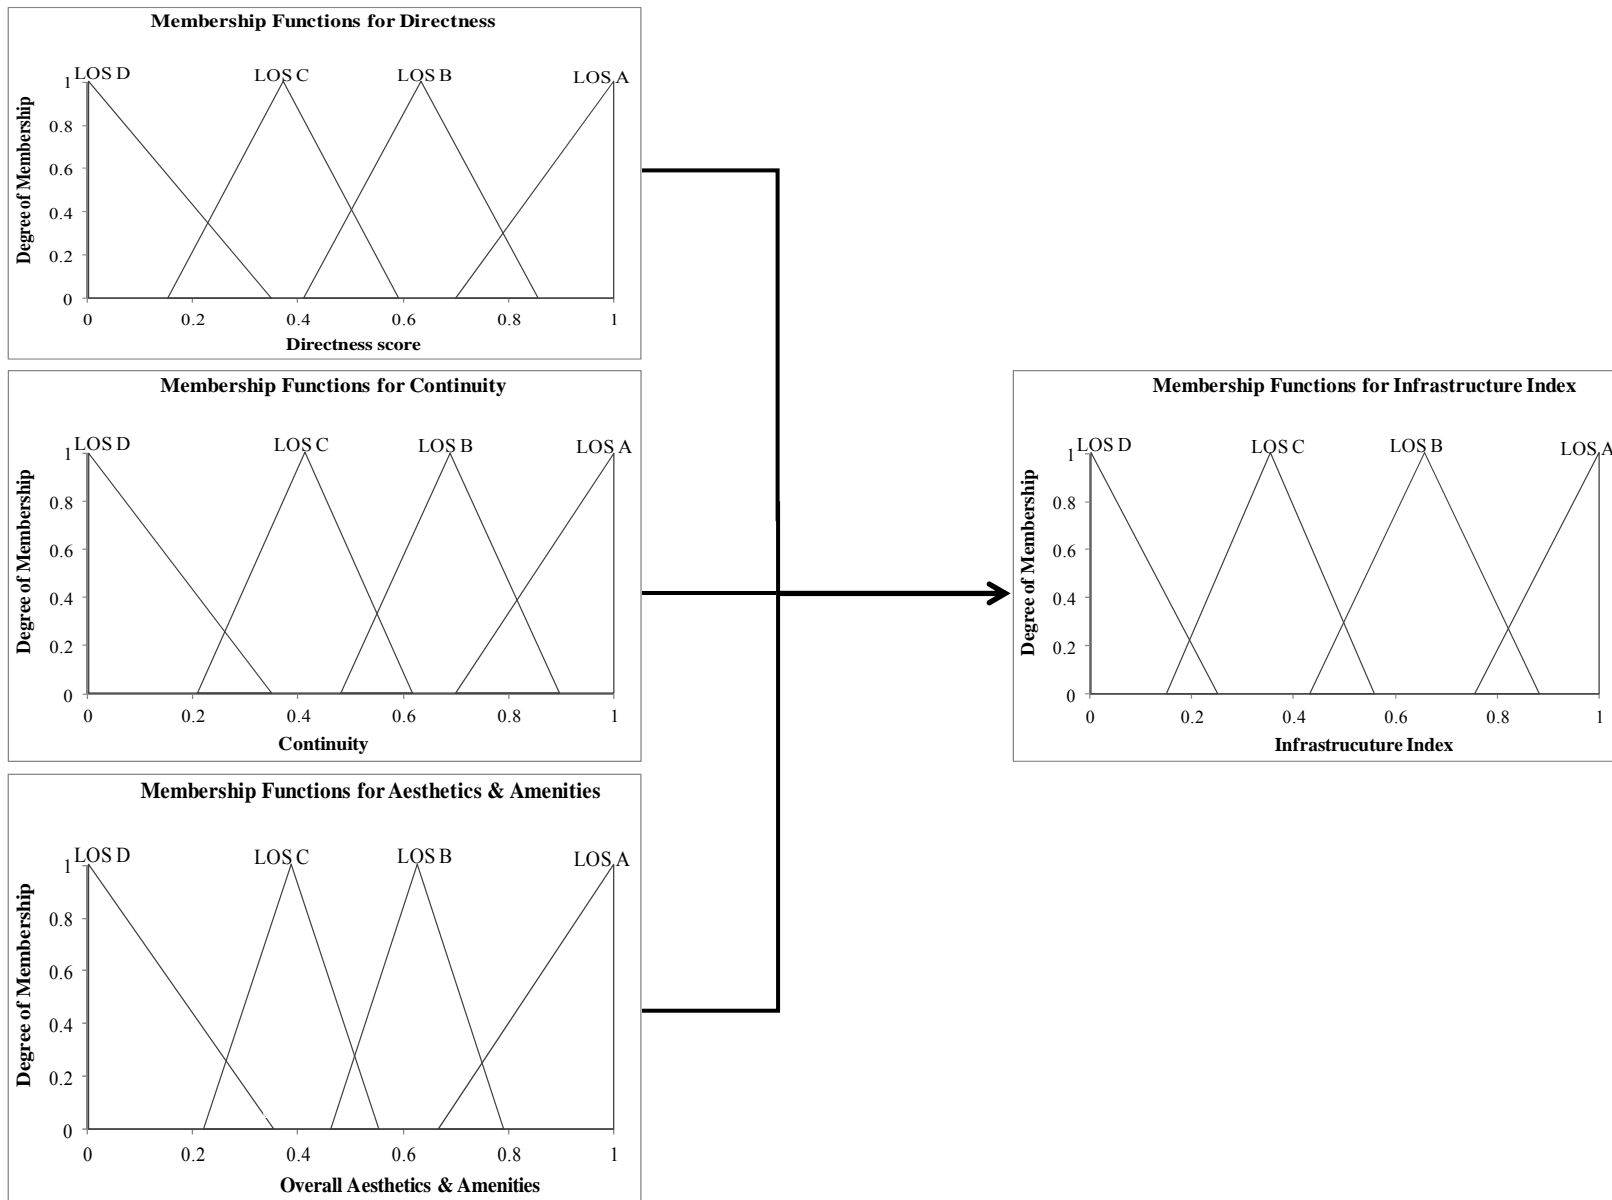 Membership Functions for Directness
LOS D LOS C LOS B LOS A
Degree of Membership
1
0.8
0.6
0.4
0.2
0
0 0.2 0.4 0.6 0.8 1
Directness score
Membership Functions for Continuity
LOS D LOS C LOS B LOS A
Degree of Membership
1
0.8
0.6
0.4
0.2
0
0 0.2 0.4 0.6 0.8 1
Continuity
Membership Functions for Aesthetics & Amenities
LOS D LOS C LOS B LOS A
Degree of Membership
1
0.8
0.6
0.4
0.2
0
0 0.2 0.4 0.6 0.8 1
Overall Aesthetics & Amenities
Membership Functions for Infrastructure Index
LOS D LOS C LOS B LOS A
Degree of Membership
1
0.8
0.6
0.4
0.2
0
0 0.2 0.4 0.6 0.8 1
Infrastrucuture Index